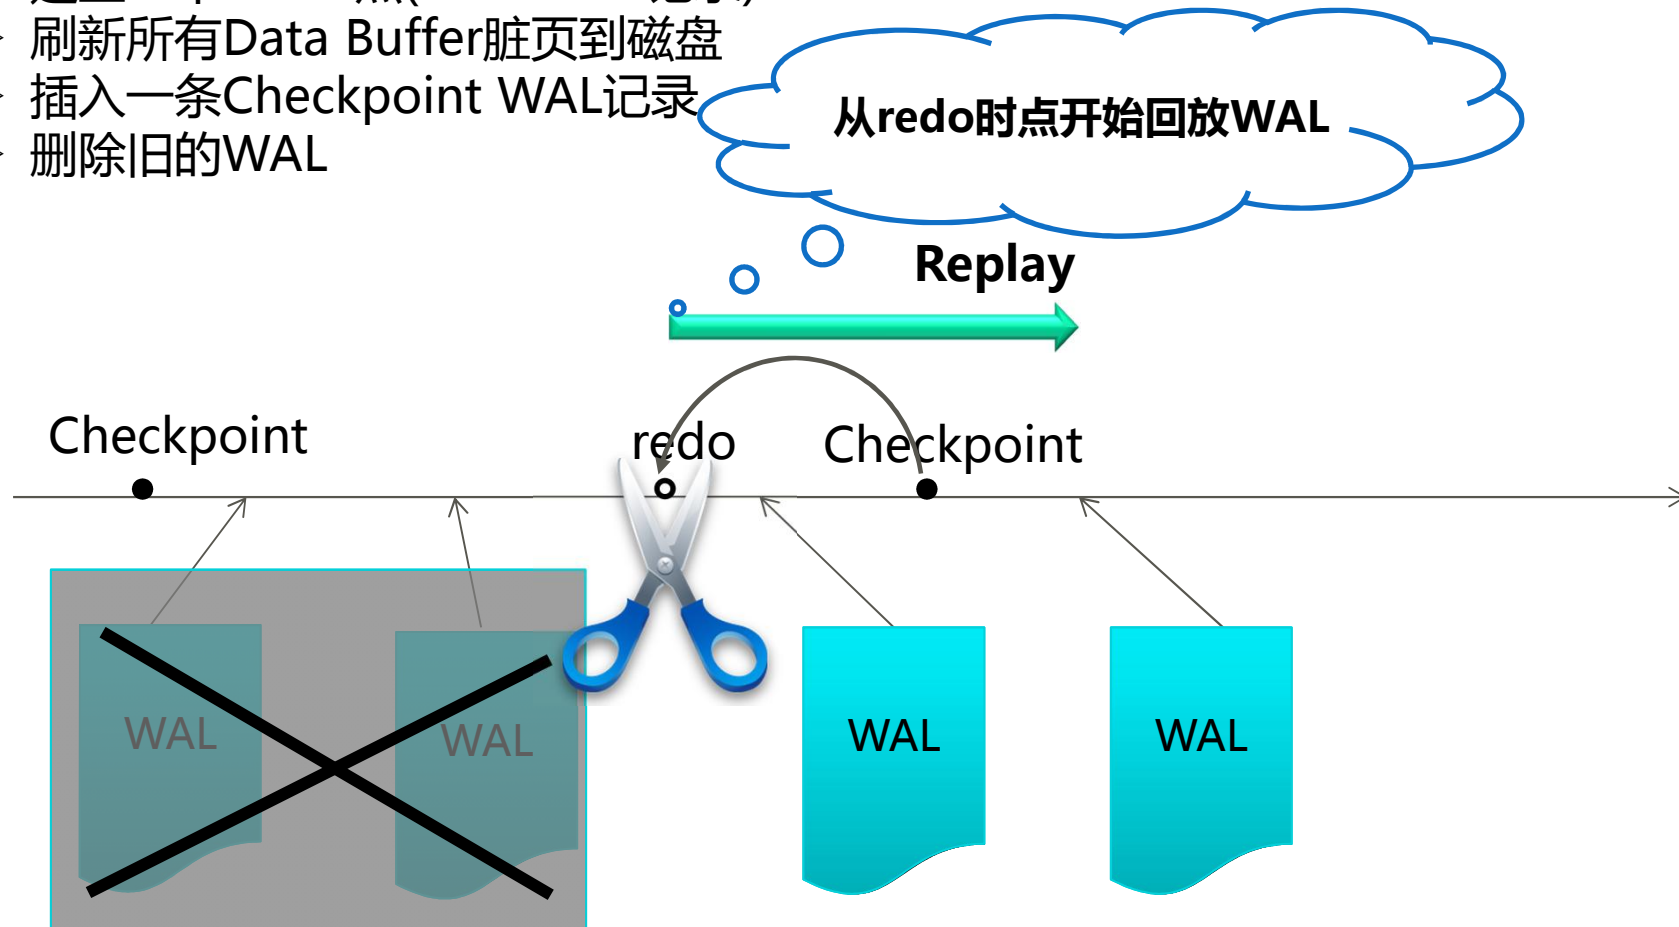 刷新所有Data Buffer脏页到磁盘
插入一条Checkpoint WAL记录
删除旧的WAL
从redo时点开始回放WAL
Replay
Checkpoint
redo
Checkpoint
WAL
WAL
WAL
WAL